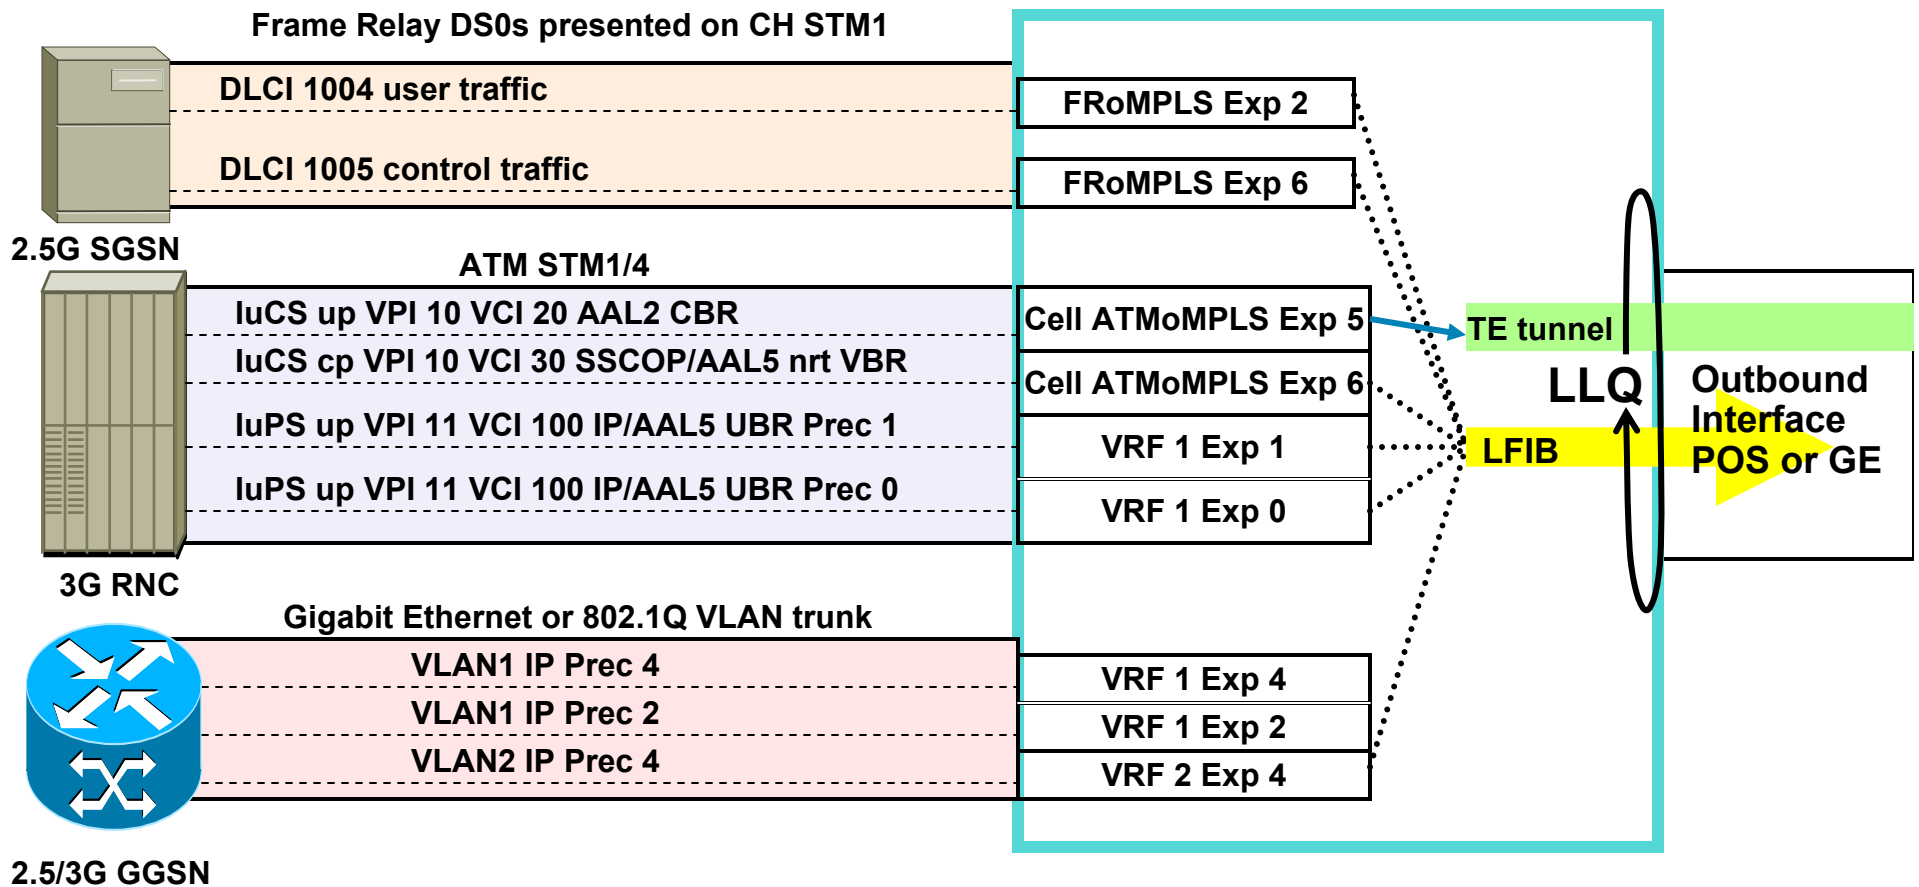 Frame Relay DS0s presented on CH STM1
DLCI 1004 user traffic
FRoMPLS Exp 2
DLCI 1005 control traffic
FRoMPLS Exp 6
2.5G SGSN
ATM STM1/4
IuCS up VPI 10 VCI 20 AAL2 CBR
Cell ATMoMPLS Exp 5
IuCS cp VPI 10 VCI 30 SSCOP/AAL5 nrt VBR
Cell ATMoMPLS Exp 6
IuPS up VPI 11 VCI 100 IP/AAL5 UBR Prec 1
VRF 1 Exp 1
IuPS up VPI 11 VCI 100 IP/AAL5 UBR Prec 0
VRF 1 Exp 0
3G RNC
TE tunnel
LLQ
LFIB
Outbound
Interface
POS or GE
Gigabit Ethernet or 802.1Q VLAN trunk
VLAN1 IP Prec 4
VRF 1 Exp 4
VLAN1 IP Prec 2
VRF 1 Exp 2
VLAN2 IP Prec 4
VRF 2 Exp 4
2.5/3G GGSN